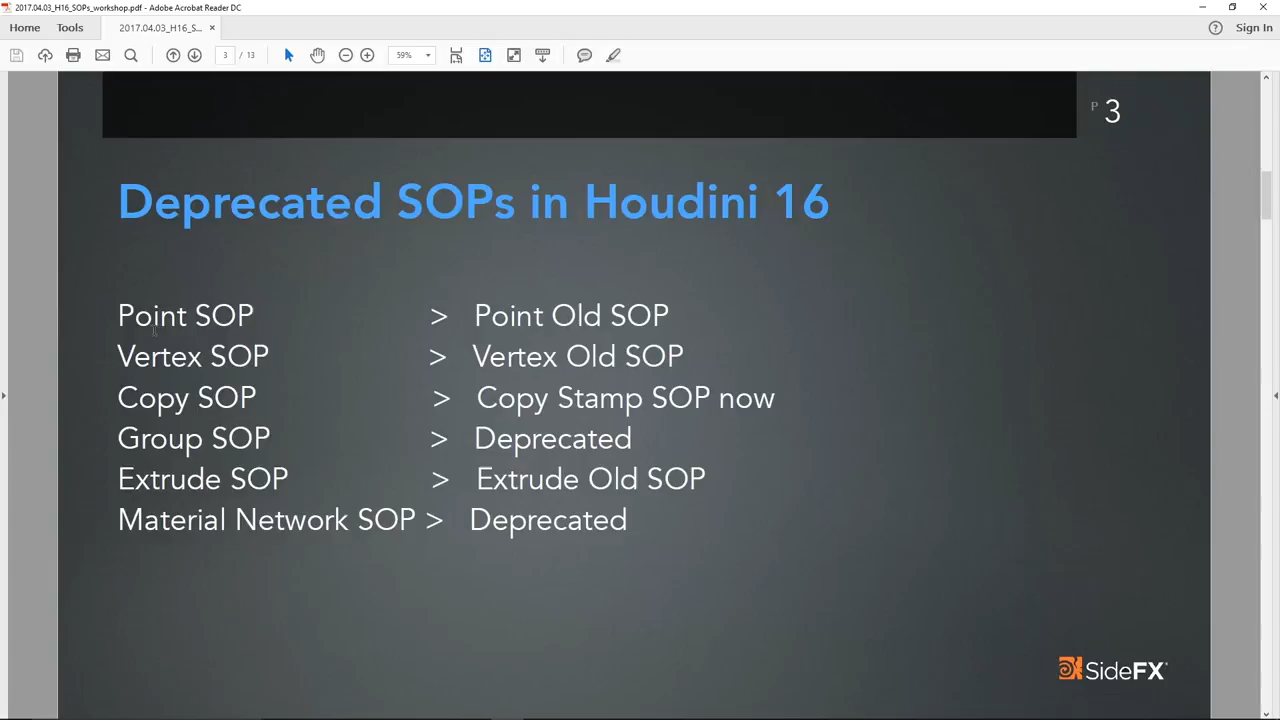 2017.04.03_H16_SOPs_workshop.pdf - Adobe Acrobat Reader DC
Home Tools 2017.04.03_H16_S... × Sign In
3 / 13 59%
P 3
Deprecated SOPs in Houdini 16
Point SOP > Point Old SOP
Vertex SOP > Vertex Old SOP
Copy SOP > Copy Stamp SOP now
Group SOP > Deprecated
Extrude SOP > Extrude Old SOP
Material Network SOP > Deprecated
SideFX